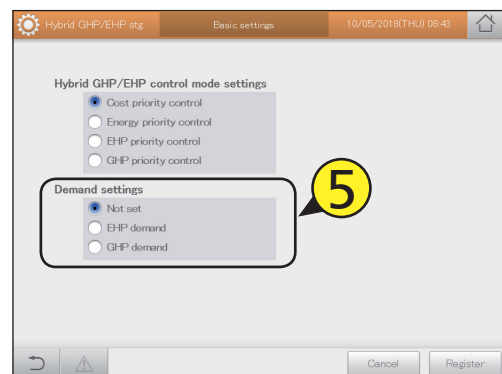 Hybrid GHP/EHP stg Basic settings 10/05/2018(THU) 08:43
Hybrid GHP/EHP control mode settings
Cost priority control
Energy priority control
EHP priority control
GHP priority control
Demand settings
Not set
EHP demand
GHP demand
5
Cancel Register